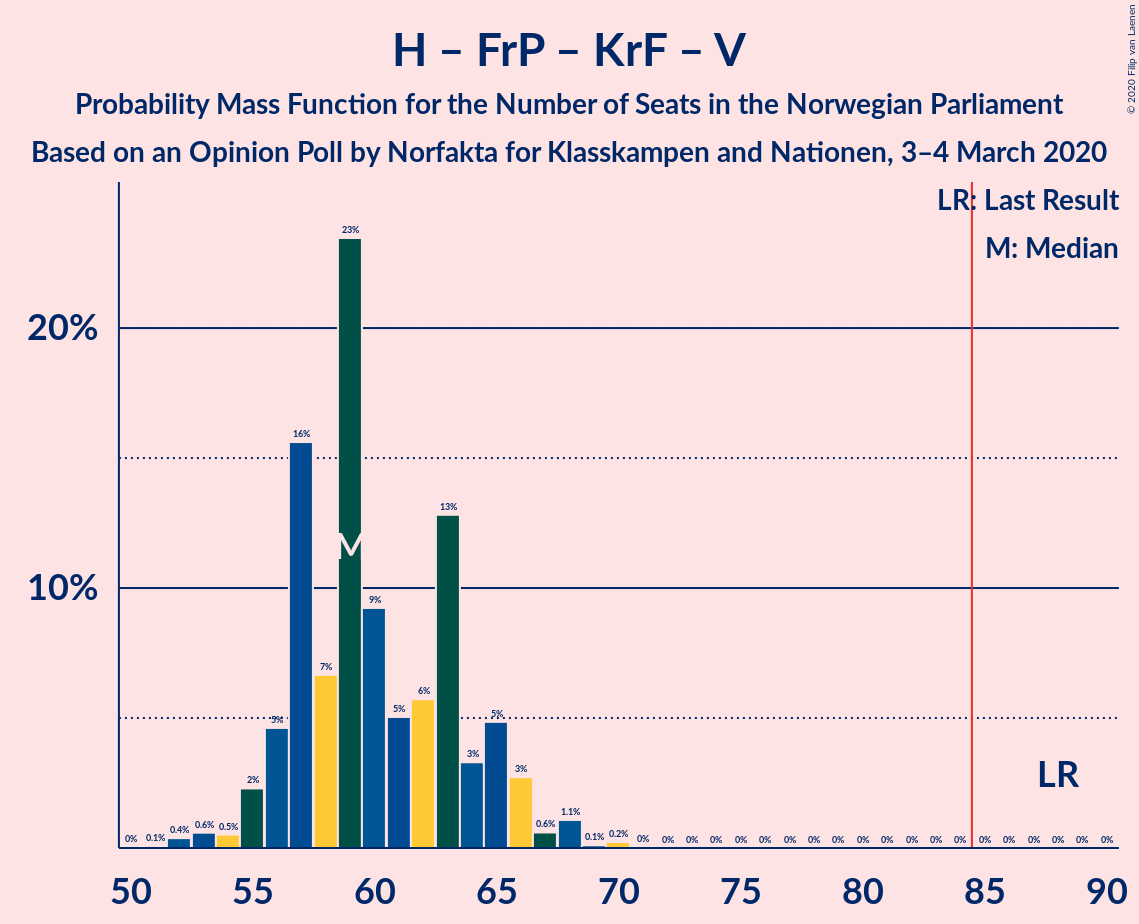 H – FrP – KrF – V
Probability Mass Function for the Number of Seats in the Norwegian Parliament
Based on an Opinion Poll by Norfakta for Klasskampen and Nationen, 3–4 March 2020
© 2020 Filip van Laenen
LR: Last Result
M: Median
20%
10%
0% 0.1% 0.4% 0.6% 0.5% 2% 5% 16% 7% 23% 9% 5% 6% 13% 3% 5% 3% 0.6% 1.1% 0.1% 0.2% 0% 0% 0% 0% 0% 0% 0% 0% 0% 0% 0% 0% 0% 0% 0% 0% 0% 0% 0% 0%
M
LR
50 55 60 65 70 75 80 85 90